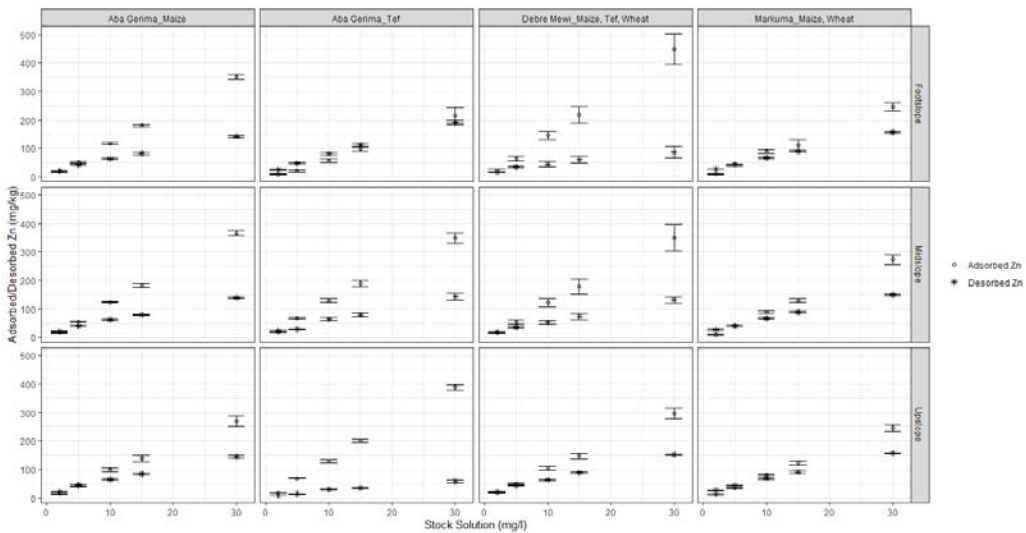 Aba Gerima_Maize
Aba Gerima_Tef
Debre Mewi_Maize, Tef, Wheat
Markuma_Maize, Wheat
500
400
300
200
100
0
Footslope
Adsorbed/Desorbed Zn (mg/kg)
500
400
300
200
100
0
Midslope
Adsorbed Zn
Desorbed Zn
500
400
300
200
100
0
Upslope
0 10 20 30
0 10 20 30
0 10 20 30
0 10 20 30
Stock Solution (mg/l)